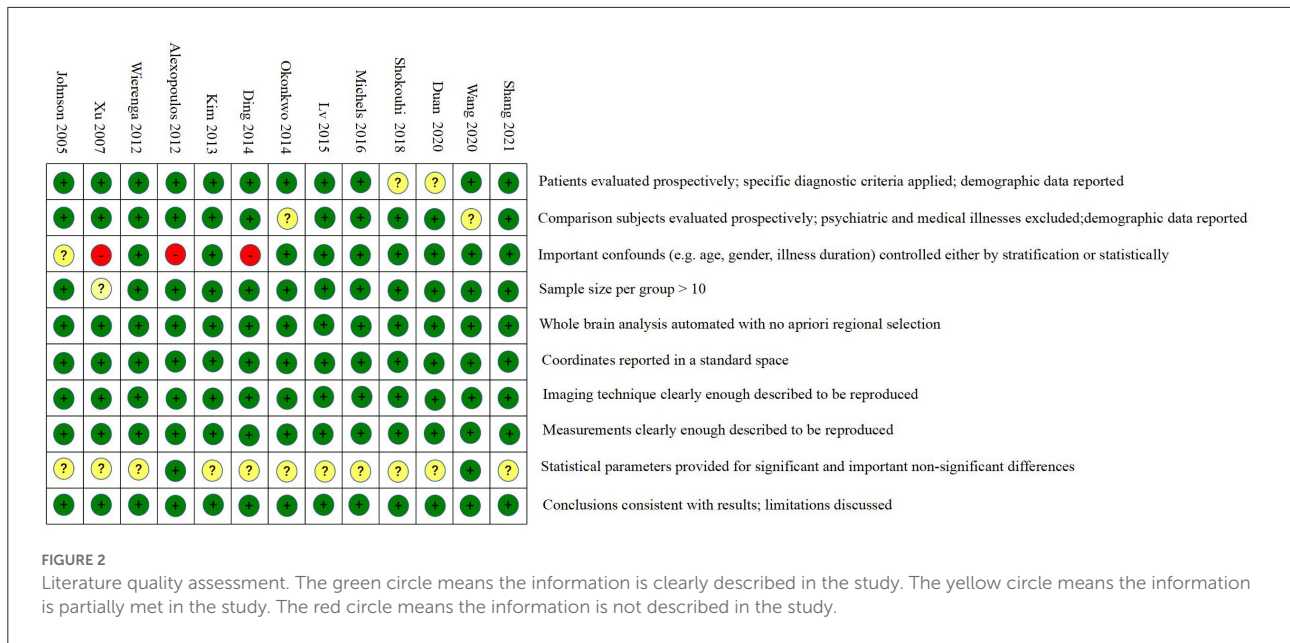 Johnson 2005
Xu 2007
Wierenga 2012
Alexopoulos 2012
Kim 2013
Ding 2014
Okonkwo 2014
Lv 2015
Michels 2016
Shokouhi 2018
Duan 2020
Wang 2020
Shang 2021
+ + + + + + + + + ? ? + + Patients evaluated prospectively; specific diagnostic criteria applied; demographic data reported
+ + + + + + ? + + + + ? + Comparison subjects evaluated prospectively; psychiatric and medical illnesses excluded;demographic data reported
? - + - + - + + + + + + + Important confounds (e.g. age, gender, illness duration) controlled either by stratification or statistically
+ ? + + + + + + + + + + + Sample size per group > 10
+ + + + + + + + + + + + + Whole brain analysis automated with no apriori regional selection
+ + + + + + + + + + + + + Coordinates reported in a standard space
+ + + + + + + + + + + + + Imaging technique clearly enough described to be reproduced
+ + + + + + + + + + + + + Measurements clearly enough described to be reproduced
? ? ? + ? ? ? ? ? ? ? + ? Statistical parameters provided for significant and important non-significant differences
+ + + + + + + + + + + + + Conclusions consistent with results; limitations discussed
FIGURE 2
Literature quality assessment. The green circle means the information is clearly described in the study. The yellow circle means the information
is partially met in the study. The red circle means the information is not described in the study.